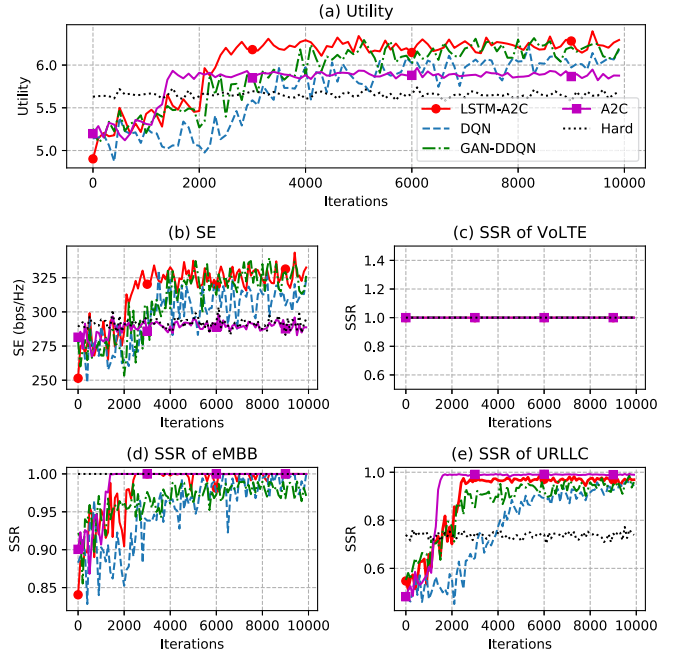 (a) Utility
Utility
6.0
5.5
5.0
LSTM-A2C
DQN
GAN-DDQN
A2C
Hard
0 2000 4000 6000 8000 10000
Iterations
(b) SE
SE (bps/Hz)
325
300
275
250
0 2000 4000 6000 8000 10000
Iterations
(c) SSR of VoLTE
SSR
1.4
1.2
1.0
0.8
0.6
0 2000 4000 6000 8000 10000
Iterations
(d) SSR of eMBB
SSR
1.00
0.95
0.90
0.85
0 2000 4000 6000 8000 10000
Iterations
(e) SSR of URLLC
SSR
1.0
0.8
0.6
0 2000 4000 6000 8000 10000
Iterations